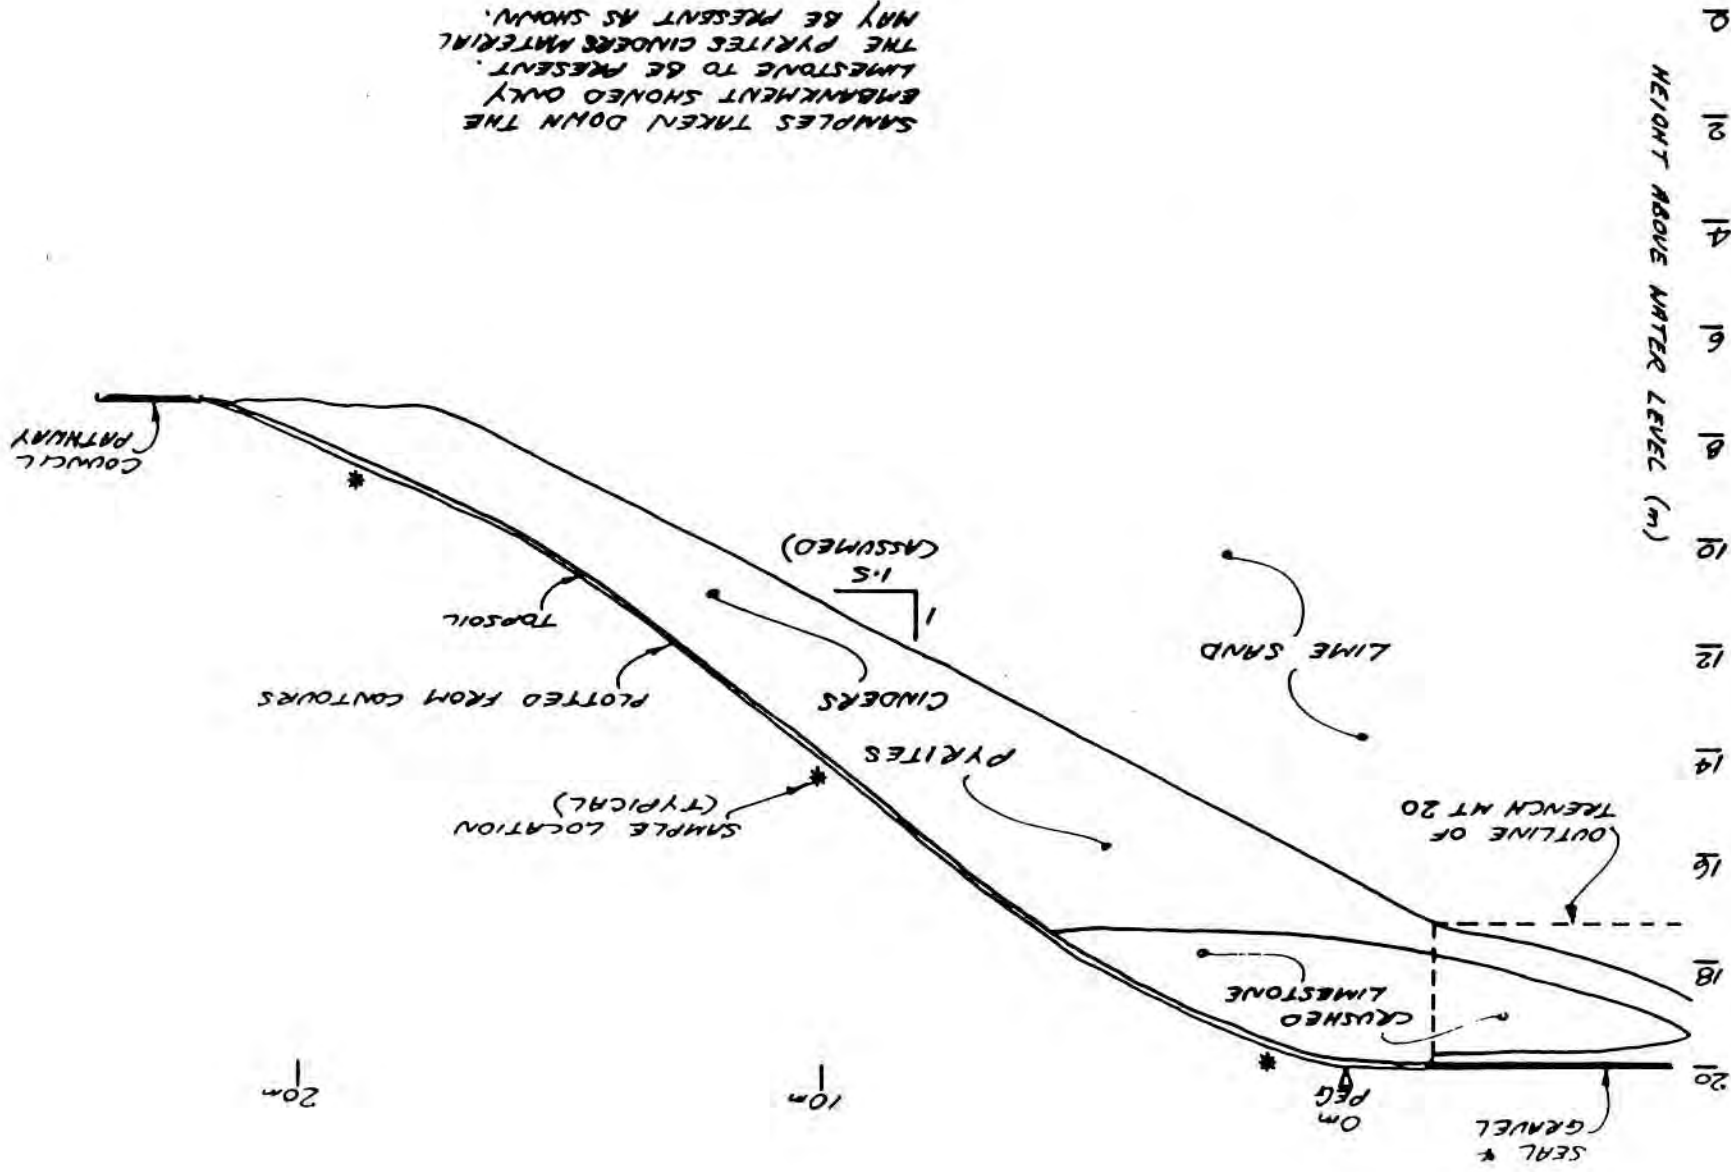 SEAL &
GRAVEL
0m
PEG
10m
20m
20
18
16
14
12
10
8
6
4
2
0
HEIGHT ABOVE WATER LEVEL (m)
CRUSHED
LIMESTONE
OUTLINE OF
TRENCH MT 20
SAMPLE LOCATION
(TYPICAL)
PYRITES
CINDERS
PLOTTED FROM CONTOURS
LIME SAND
TOPSOIL
1
1.5
(ASSUMED)
COUNCIL
PATHWAY
SAMPLES TAKEN DOWN THE
EMBANKMENT SHOWED ONLY
LIMESTONE TO BE PRESENT.
THE PYRITES CINDERS MATERIAL
MAY BE PRESENT AS SHOWN.